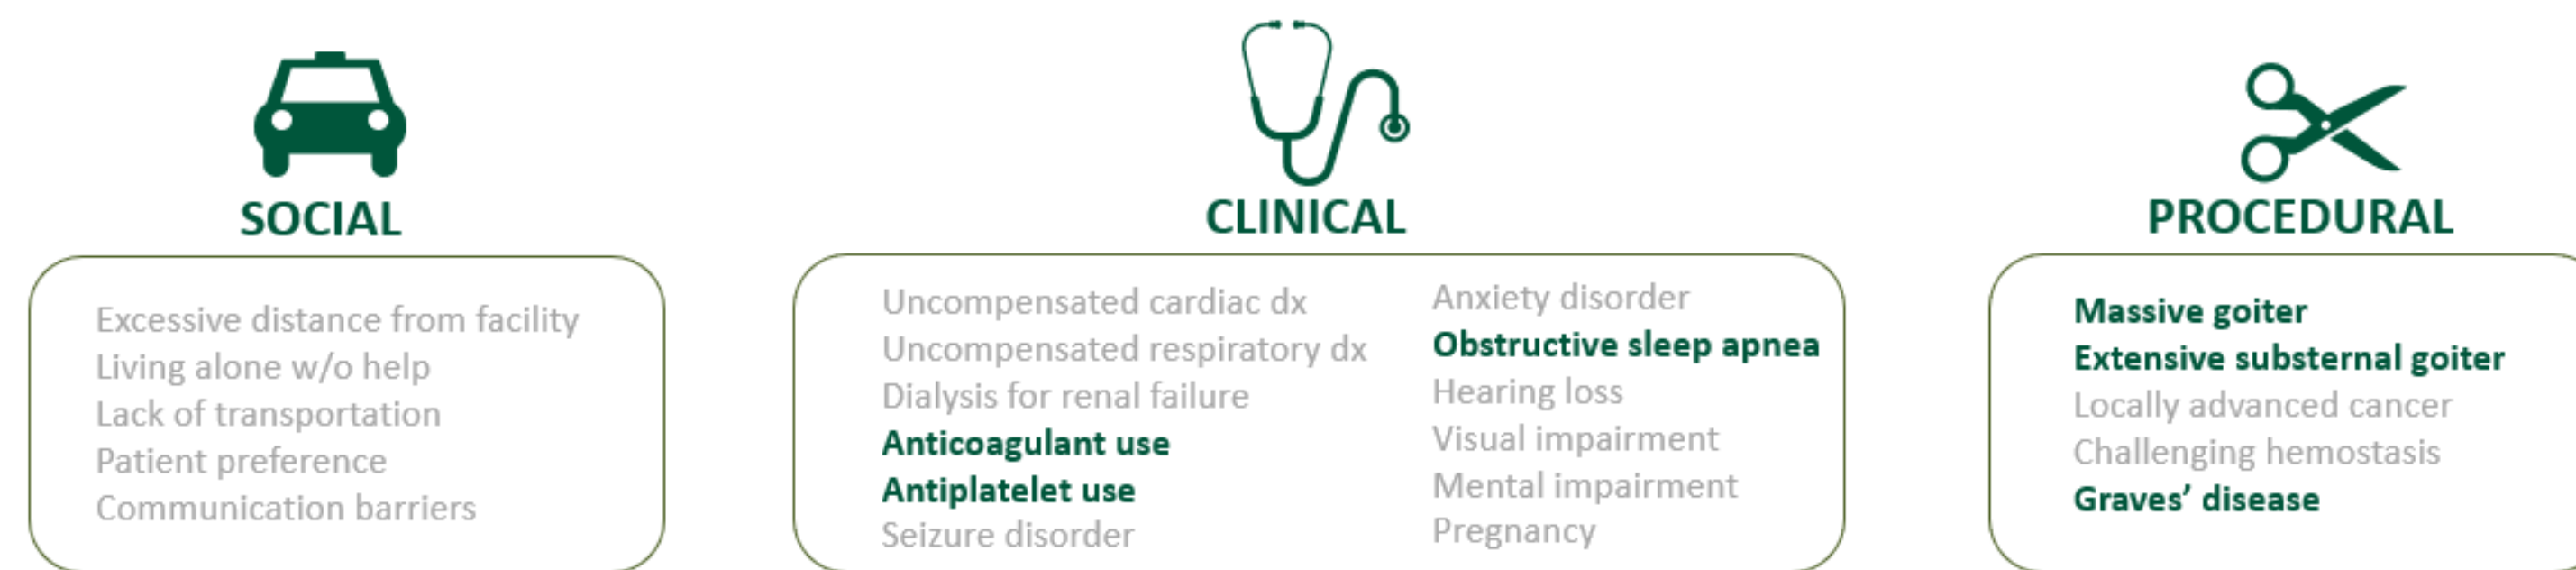 SOCIAL
Excessive distance from facility
Living alone w/o help
Lack of transportation
Patient preference
Communication barriers
CLINICAL
Uncompensated cardiac dx
Uncompensated respiratory dx
Dialysis for renal failure
Anticoagulant use
Antiplatelet use
Seizure disorder
Anxiety disorder
Obstructive sleep apnea
Hearing loss
Visual impairment
Mental impairment
Pregnancy
PROCEDURAL
Massive goiter
Extensive substernal goiter
Locally advanced cancer
Challenging hemostasis
Graves’ disease